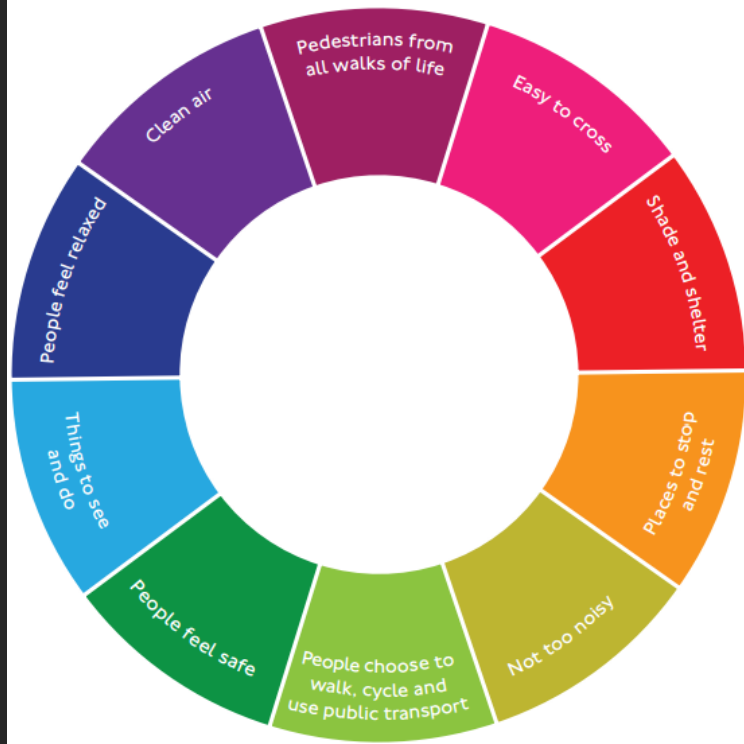 Pedestrians from
all walks of life
Easy to cross
Shade and shelter
Places to stop
and rest
Not too noisy
People choose to
walk, cycle and
use public transport
People feel safe
Things to see
and do
People feel relaxed
Clean air